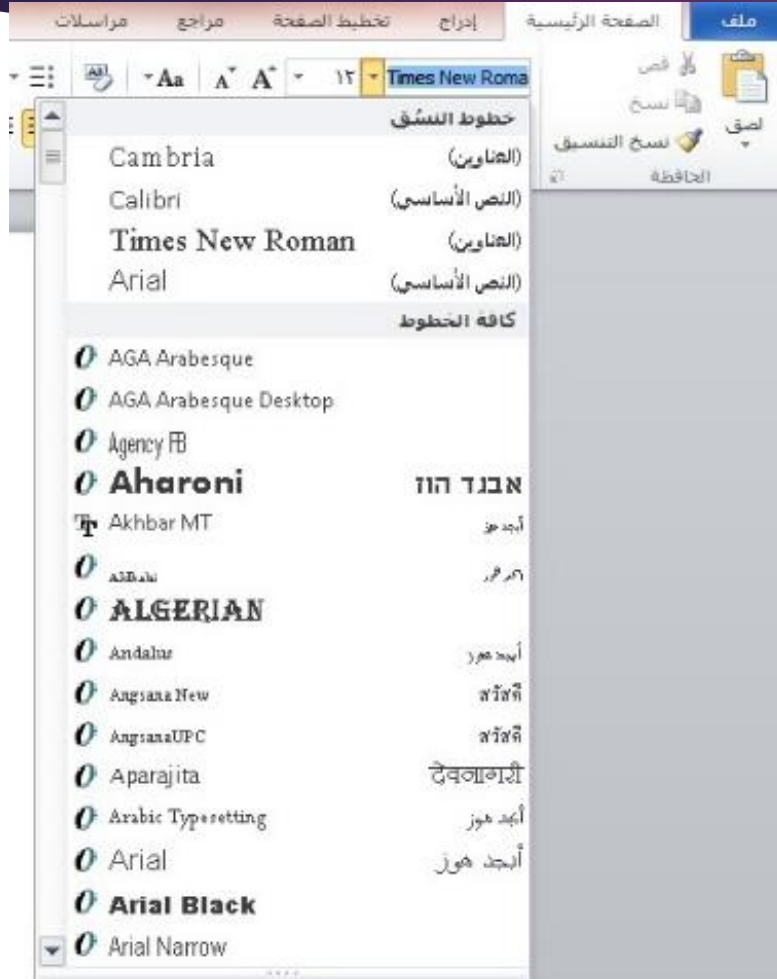 ملف الصفحة الرئيسية إدراج تخطيط الصفحة مراجع مراسلات
قص
نسخ
لصق
نسخ التنسيق
الحافظة
Times New Roma ١٢ A A Aa
خطوط النسُق
Cambria (العناوين)
Calibri (النص الأساسي)
Times New Roman (العناوين)
Arial (النص الأساسي)
كافة الخطوط
AGA Arabesque
AGA Arabesque Desktop
Agency FB
Aharoni אבגד הוז
Akhbar MT أبجد هوز
ALGERIAN
Andalus أبجد هوز
Angsana New สวัสดี
AngsanaUPC สวัสดี
Aparajita देवनागरी
Arabic Typesetting أبجد هوز
Arial أبجد هوز
Arial Black
Arial Narrow